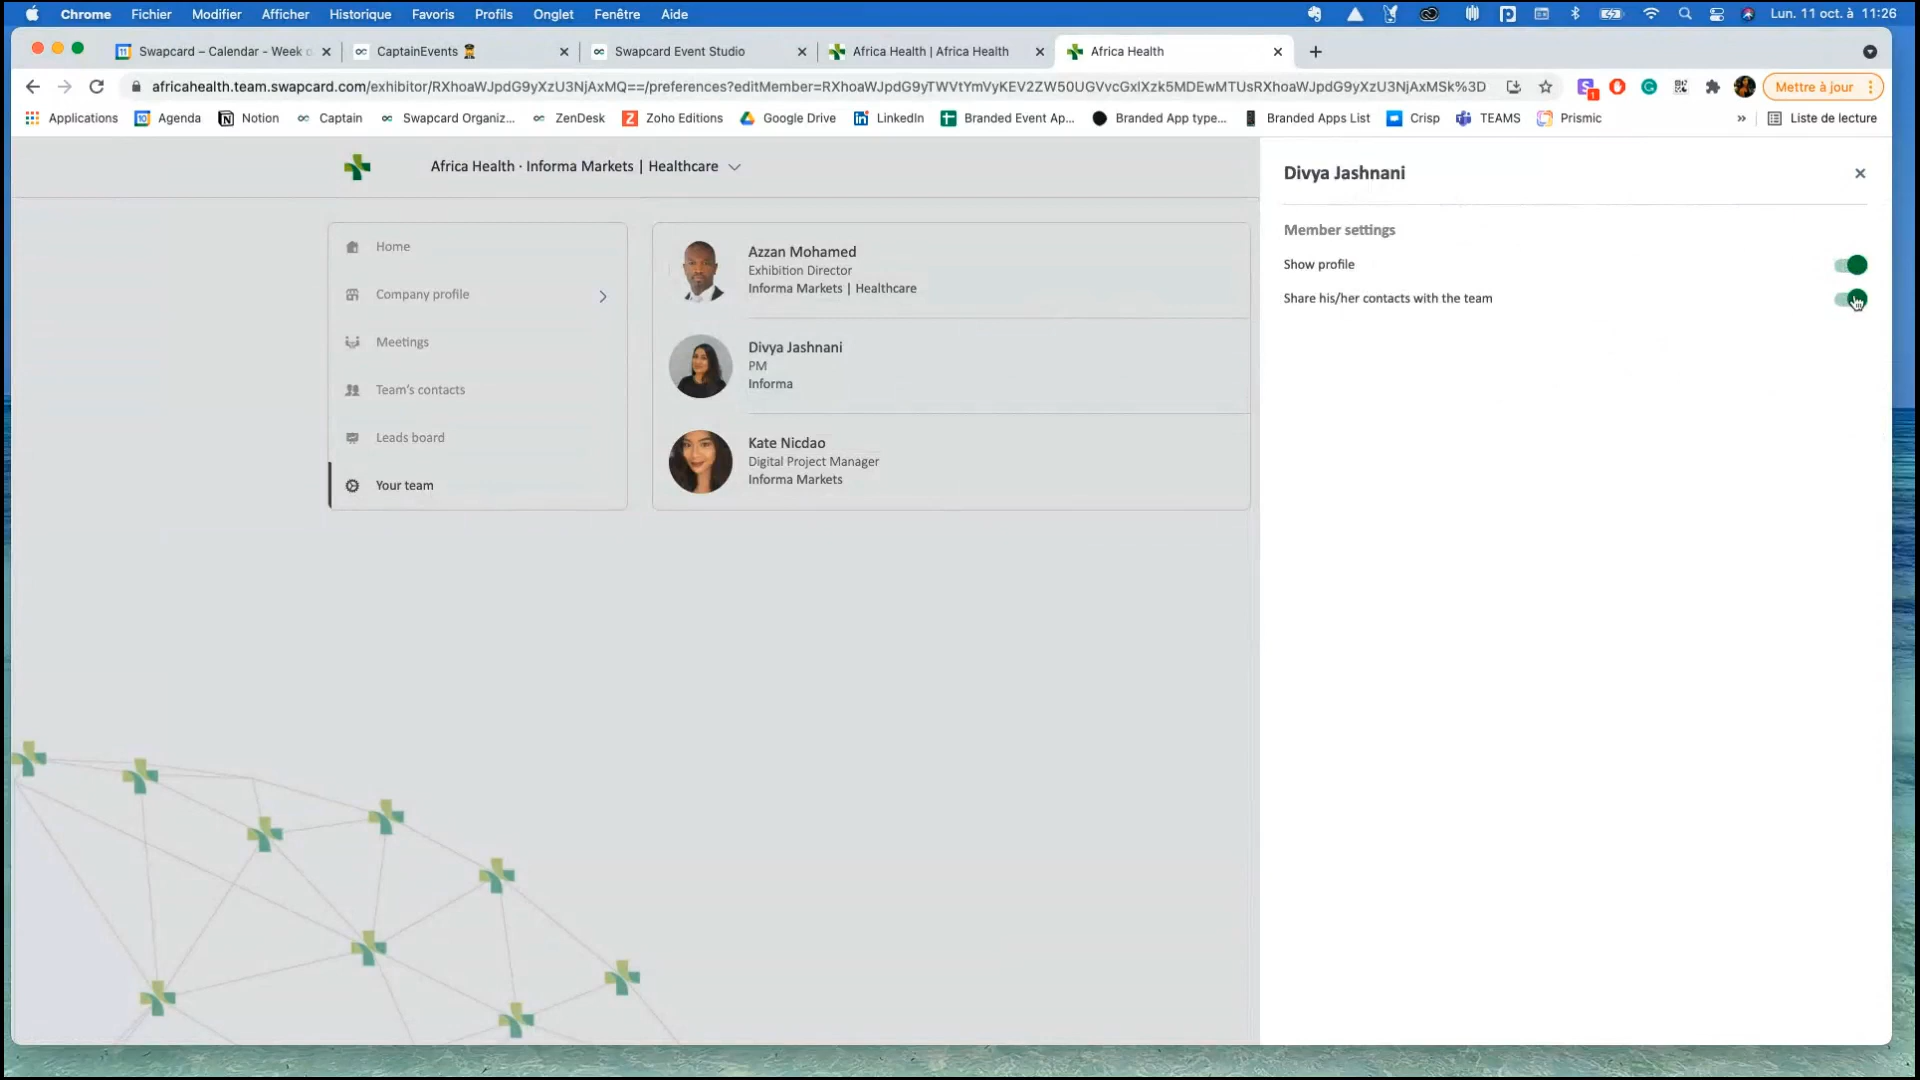 Chrome Fichier Modifier Afficher Historique Favoris Profils Onglet Fenêtre Aide Lun. 11 oct. à 11:26
Swapcard – Calendar - Week o CaptainEvents Swapcard Event Studio Africa Health | Africa Health Africa Health
africahealth.team.swapcard.com/exhibitor/RXhoaWJpdG9yXzU3NjAxMQ==/preferences?editMember=RXhoaWJpdG9yTWVtYmVyKEV2ZW50UGVvcGxlXzk5MDEwMTUsRXhoaWJpdG9yXzU3NjAxMSk%3D Mettre à jour
Applications Agenda Notion Captain Swapcard Organiz... ZenDesk Zoho Editions Google Drive LinkedIn Branded Event Ap... Branded App type... Branded Apps List Crisp TEAMS Prismic » Liste de lecture
Africa Health · Informa Markets | Healthcare
Home
Company profile
Meetings
Team's contacts
Leads board
Your team
Azzan Mohamed
Exhibition Director
Informa Markets | Healthcare
Divya Jashnani
PM
Informa
Kate Nicdao
Digital Project Manager
Informa Markets
Divya Jashnani
Member settings
Show profile
Share his/her contacts with the team